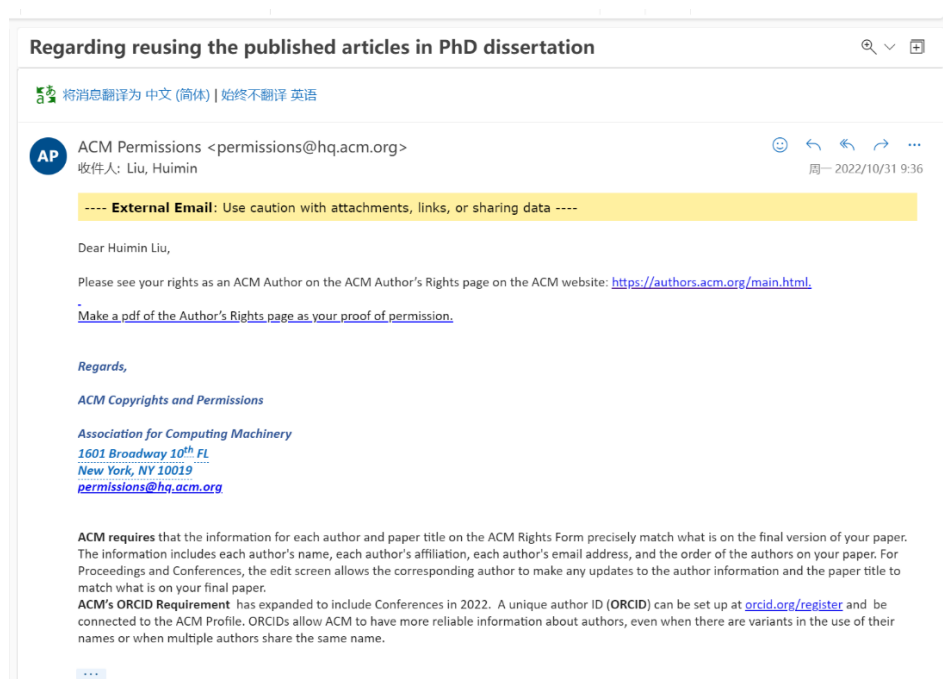 Regarding reusing the published articles in PhD dissertation
将消息翻译为 中文 (简体) | 始终不翻译 英语
AP
ACM Permissions <permissions@hq.acm.org>
收件人: Liu, Huimin
周一 2022/10/31 9:36
---- External Email: Use caution with attachments, links, or sharing data ----
Dear Huimin Liu,
Please see your rights as an ACM Author on the ACM Author's Rights page on the ACM website: https://authors.acm.org/main.html.
Make a pdf of the Author's Rights page as your proof of permission.
Regards,
ACM Copyrights and Permissions
Association for Computing Machinery
1601 Broadway 10th FL
New York, NY 10019
permissions@hq.acm.org
ACM requires that the information for each author and paper title on the ACM Rights Form precisely match what is on the final version of your paper.
The information includes each author's name, each author's affiliation, each author's email address, and the order of the authors on your paper. For
Proceedings and Conferences, the edit screen allows the corresponding author to make any updates to the author information and the paper title to
match what is on your final paper.
ACM's ORCID Requirement has expanded to include Conferences in 2022. A unique author ID (ORCID) can be set up at orcid.org/register and be
connected to the ACM Profile. ORCIDs allow ACM to have more reliable information about authors, even when there are variants in the use of their
names or when multiple authors share the same name.